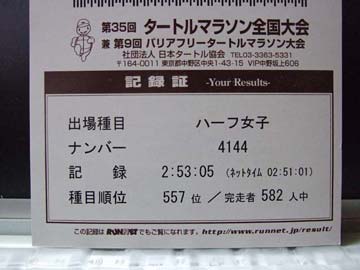 第35回 タートルマラソン全国大会
兼 第9回 バリアフリータートルマラソン大会
社団法人 日本タートル協会 TEL03-3363-5331
〒164-0011 東京都中野区中央1-43-15 VIP中野坂上606
記録証 -Your Results-
出場種目 ハーフ女子
ナンバー 4144
記録 2:53:05 (ネットタイム 02:51:01)
種目順位 557位 / 完走者 582人中
この記録は RUNNET でもご覧になれます。 http://www.runnet.jp/result/